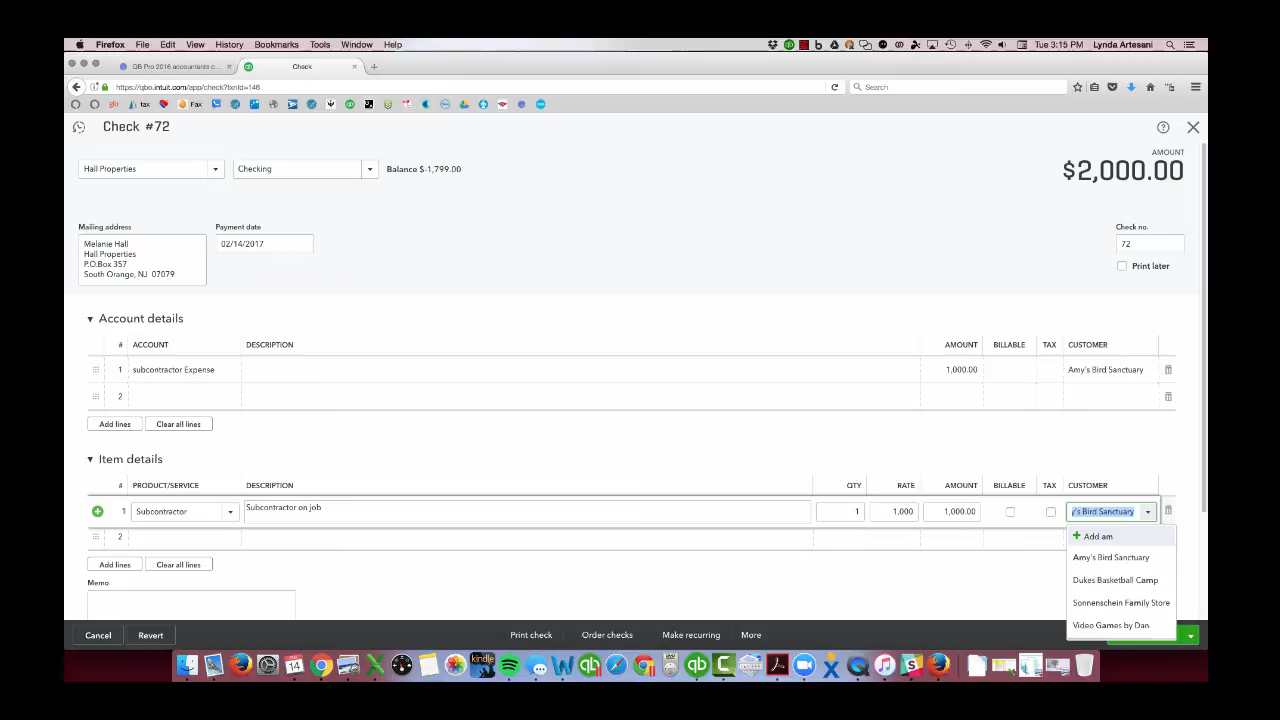 Firefox File Edit View History Bookmarks Tools Window Help Tue 3:15 PM Lynda Artesani
QB Pro 2016 accountants c... Check
https://qbo.intuit.com/app/check?txnId=146 Search
glo tax Fax
Check #72
AMOUNT
Hall Properties Checking Balance $-1,799.00 $2,000.00
Mailing address Payment date Check no.
Melanie Hall 02/14/2017 72
Hall Properties
P.O.Box 357 Print later
South Orange, NJ 07079
Account details
# ACCOUNT DESCRIPTION AMOUNT BILLABLE TAX CUSTOMER
1 subcontractor Expense 1,000.00 Amy's Bird Sanctuary
2
Add lines Clear all lines
Item details
# PRODUCT/SERVICE DESCRIPTION QTY RATE AMOUNT BILLABLE TAX CUSTOMER
1 Subcontractor Subcontractor on job 1 1,000 1,000.00 y's Bird Sanctuary
2 Add am
Amy's Bird Sanctuary
Add lines Clear all lines
Memo Dukes Basketball Camp
Sonnenschein Family Store
Video Games by Dan
Cancel Revert Print check Order checks Make recurring More
14 kindle